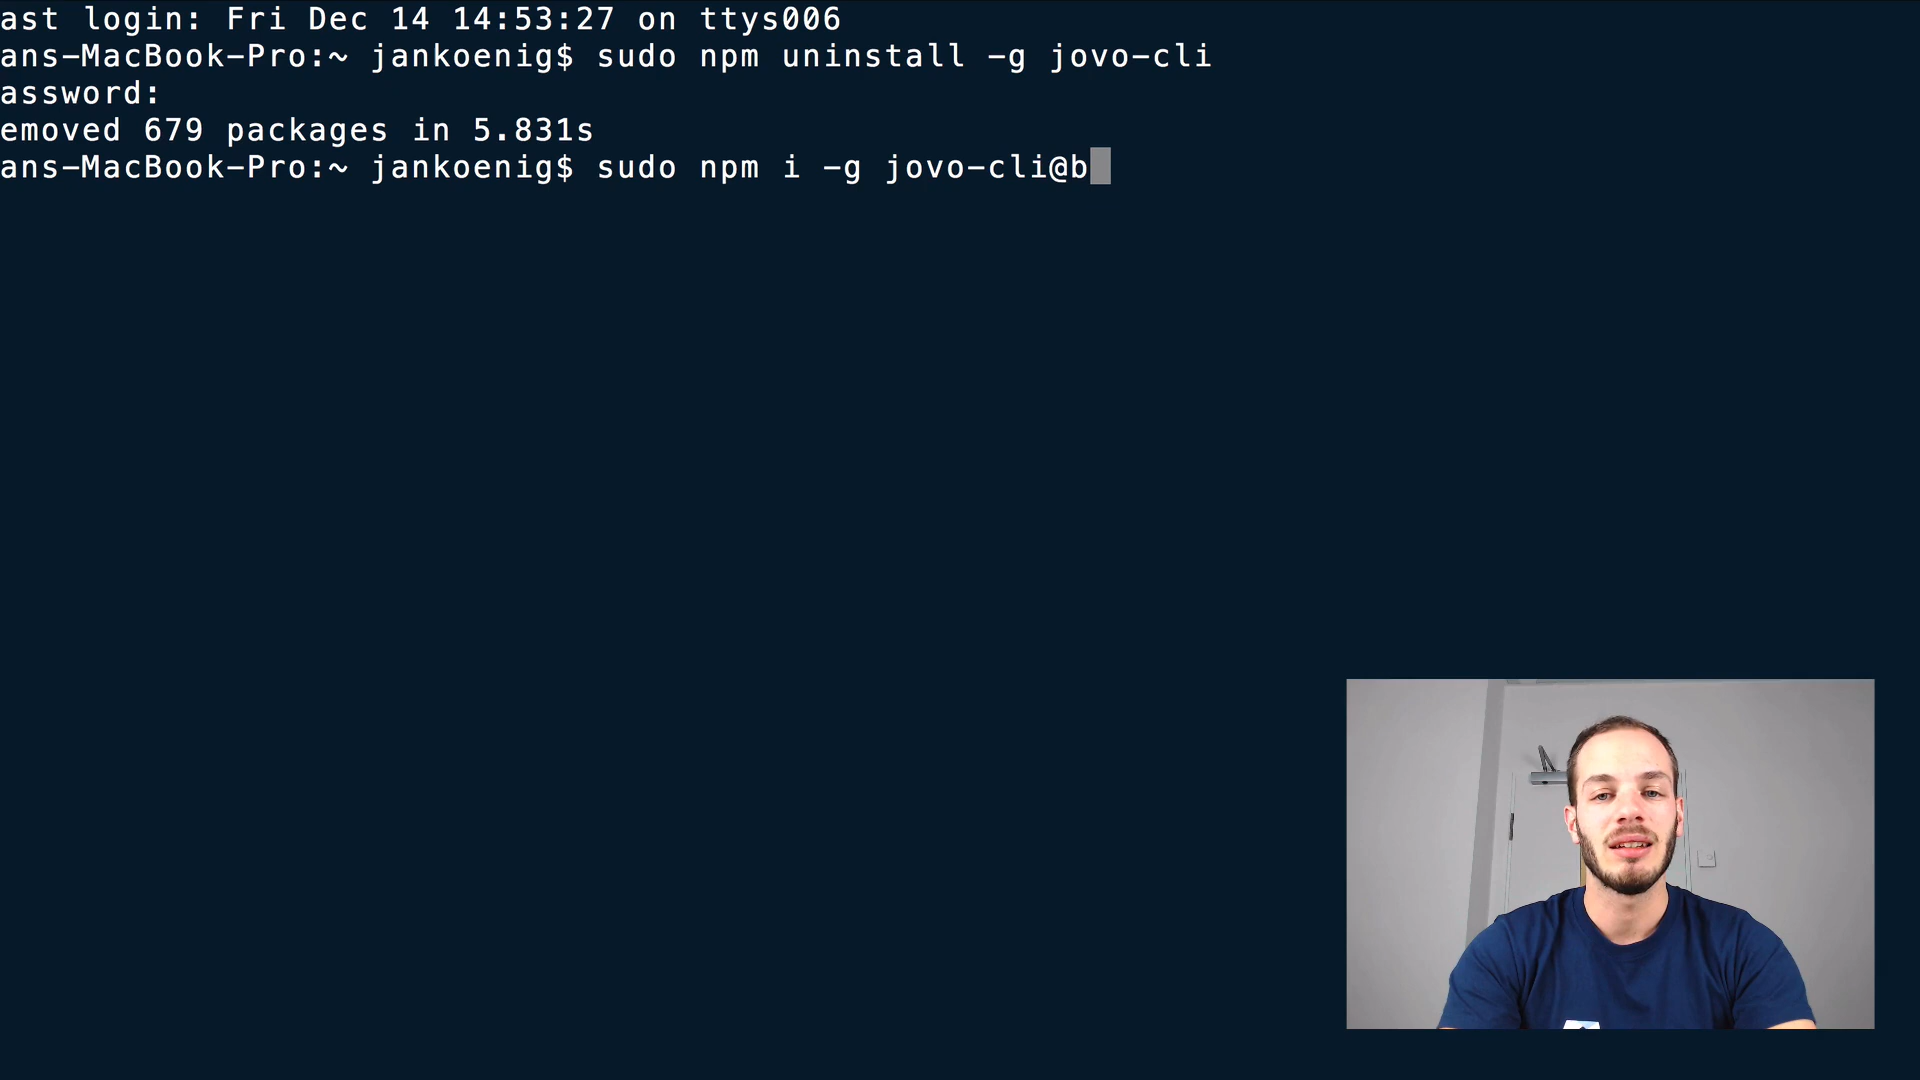 ast login: Fri Dec 14 14:53:27 on ttys006
ans-MacBook-Pro:~ jankoenig$ sudo npm uninstall -g jovo-cli
assword:
emoved 679 packages in 5.831s
ans-MacBook-Pro:~ jankoenig$ sudo npm i -g jovo-cli@b